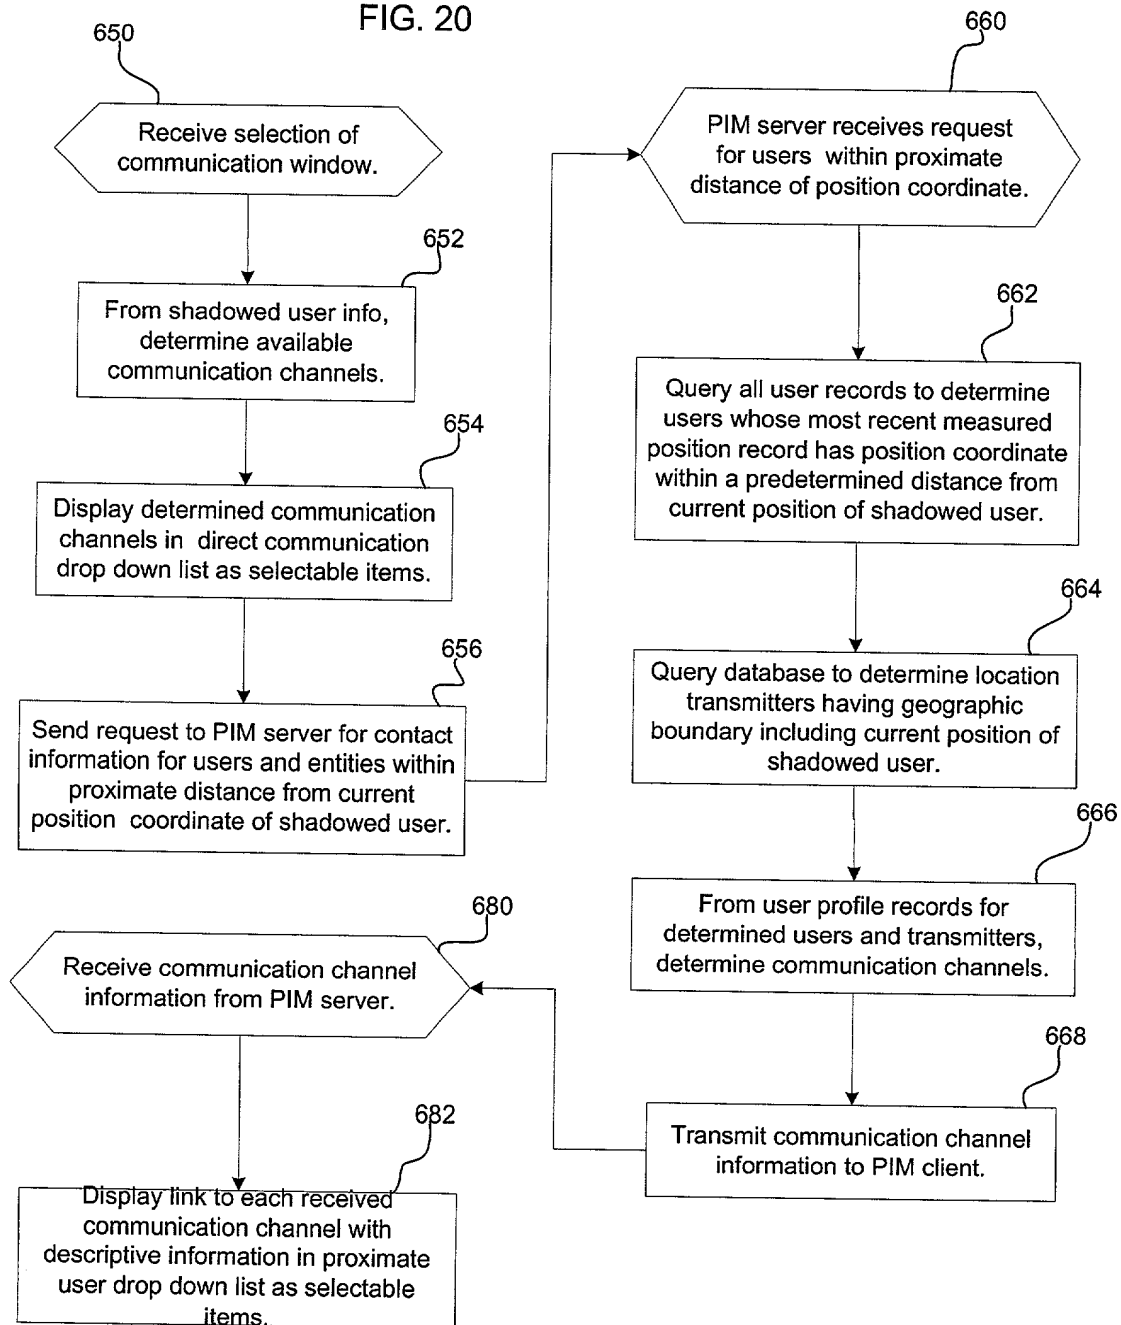 FIG. 20
650
Receive selection of
communication window.
652
From shadowed user info,
determine available
communication channels.
654
Display determined communication
channels in direct communication
drop down list as selectable items.
656
Send request to PIM server for contact
information for users and entities within
proximate distance from current
position coordinate of shadowed user.
660
PIM server receives request
for users within proximate
distance of position coordinate.
662
Query all user records to determine
users whose most recent measured
position record has position coordinate
within a predetermined distance from
current position of shadowed user.
664
Query database to determine location
transmitters having geographic
boundary including current position of
shadowed user.
666
From user profile records for
determined users and transmitters,
determine communication channels.
668
Transmit communication channel
information to PIM client.
680
Receive communication channel
information from PIM server.
682
Display link to each received
communication channel with
descriptive information in proximate
user drop down list as selectable
items.